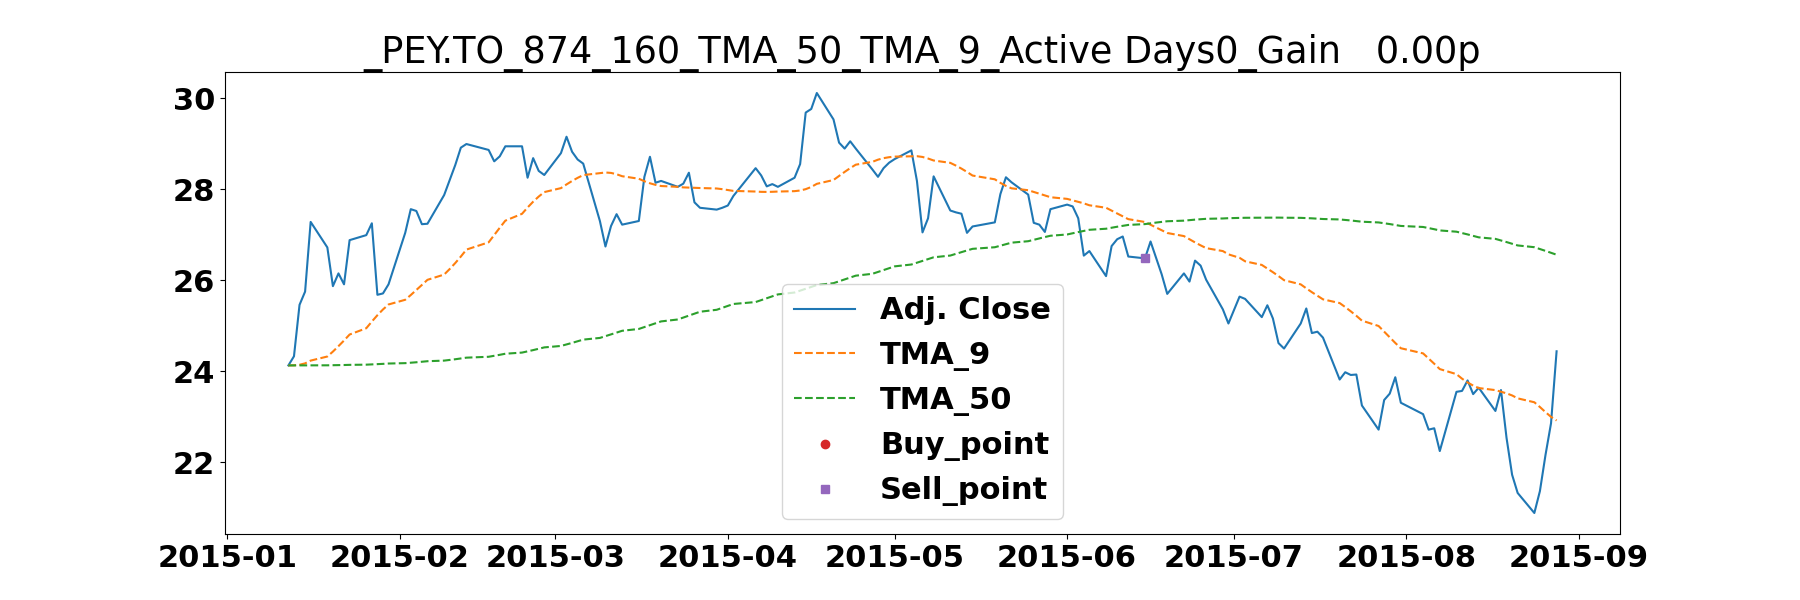 _PEY.TO_874_160_TMA_50_TMA_9_Active Days0_Gain   0.00p
30
28
26
24
22
Adj. Close
TMA_9
TMA_50
Buy_point
Sell_point
2015-01 2015-02 2015-03 2015-04 2015-05 2015-06 2015-07 2015-08 2015-09